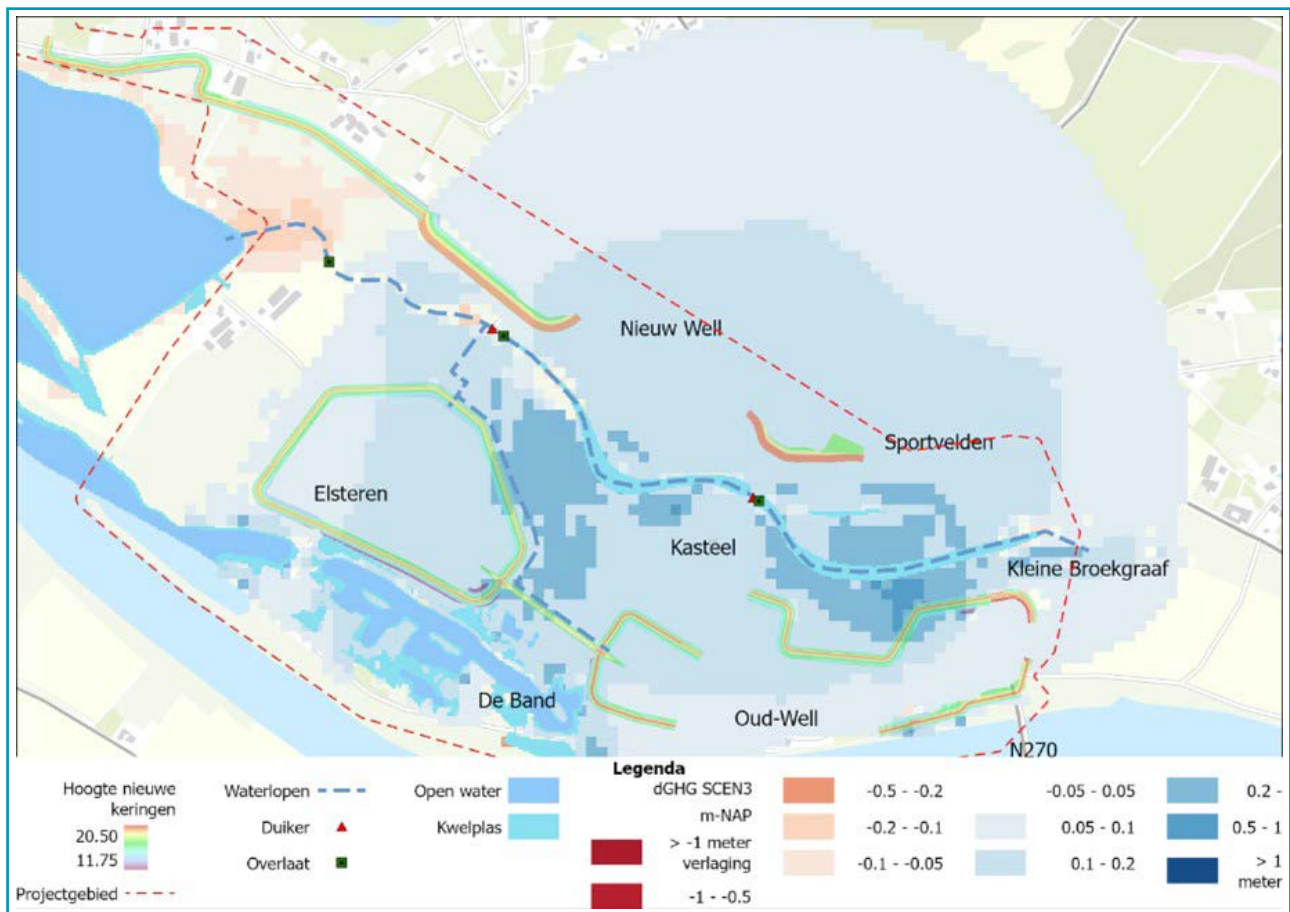 Nieuw Well
Sportvelden
Elsteren
Kasteel
Kleine Broekgraaf
De Band
Oud-Well
N270
Legenda
Hoogte nieuwe
keringen
20.50
11.75
Projectgebied
Waterlopen
Duiker
Overlaat
Open water
Kwelplas
dGHG SCEN3
m-NAP
> -1 meter
verlaging
-1 - -0.5
-0.5 - -0.2
-0.2 - -0.1
-0.1 - -0.05
-0.05 - 0.05
0.05 - 0.1
0.1 - 0.2
0.2 -
0.5 - 1
> 1
meter